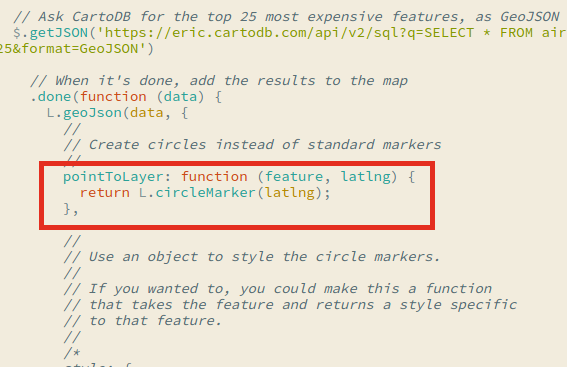 // Ask CartoDB for the top 25 most expensive features, as GeoJSON
$.getJSON('https://eric.cartodb.com/api/v2/sql?q=SELECT * FROM air
25&format=GeoJSON')
// When it's done, add the results to the map
.done(function (data) {
L.geoJson(data, {
//
// Create circles instead of standard markers
//
pointToLayer: function (feature, latlng) {
return L.circleMarker(latlng);
},
//
// Use an object to style the circle markers.
//
// If you wanted to, you could make this a function
// that takes the feature and returns a style specific
// to that feature.
//
/*
style: {